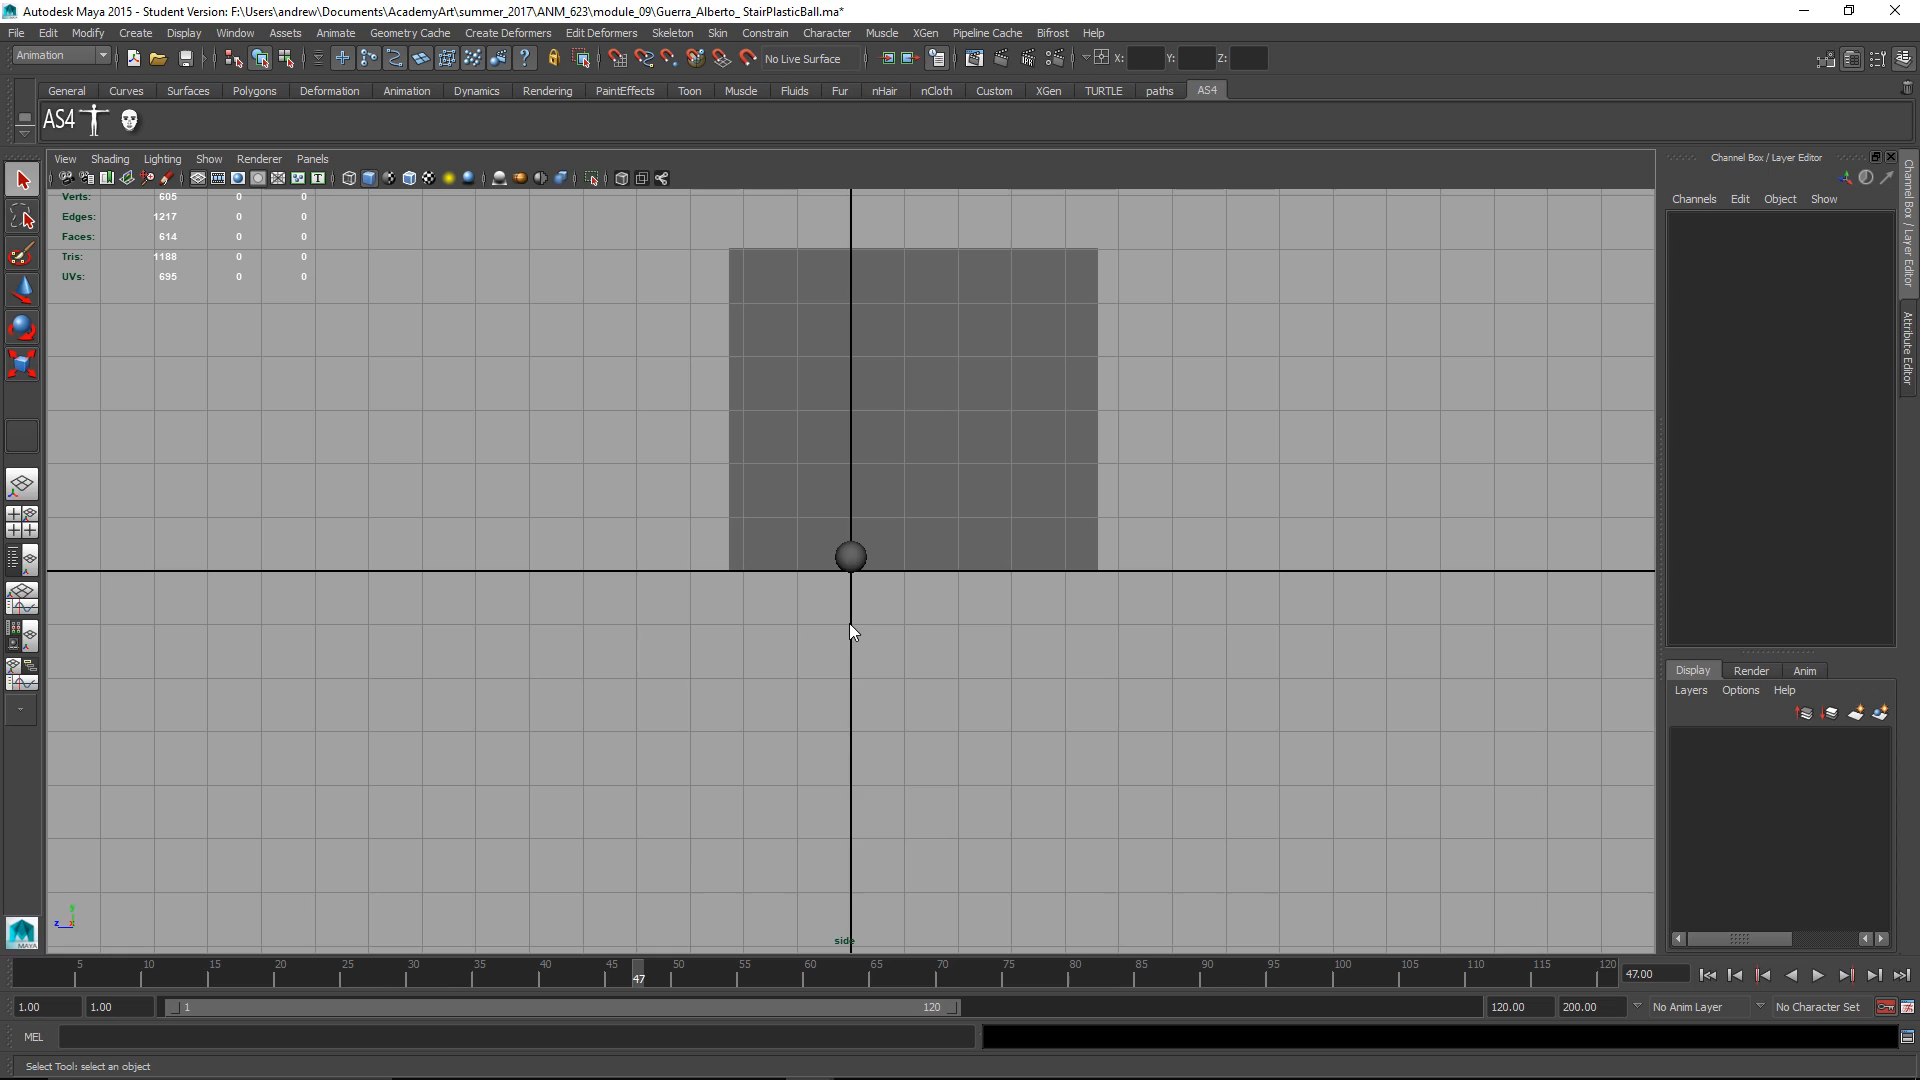 Autodesk Maya 2015 - Student Version: F:\Users\andrew\Documents\AcademyArt\summer_2017\ANM_623\module_09\Guerra_Alberto_ StairPlasticBall.ma*
File Edit Modify Create Display Window Assets Animate Geometry Cache Create Deformers Edit Deformers Skeleton Skin Constrain Character Muscle XGen Pipeline Cache Bifrost Help
Animation No Live Surface X: Y: Z:
General Curves Surfaces Polygons Deformation Animation Dynamics Rendering PaintEffects Toon Muscle Fluids Fur nHair nCloth Custom XGen TURTLE paths AS4
AS4
View Shading Lighting Show Renderer Panels
Channel Box / Layer Editor
Channels Edit Object Show
Verts: 605 0 0
Edges: 1217 0 0
Faces: 614 0 0
Tris: 1188 0 0
UVs: 695 0 0
Channel Box / Layer Editor
Attribute Editor
Display Render Anim
Layers Options Help
y
z x
side
MAYA
5 10 15 20 25 30 35 40 45 50 55 60 65 70 75 80 85 90 95 100 105 110 115 120
47
47.00
1.00 1.00 1 120 120.00 200.00 No Anim Layer No Character Set
MEL
Select Tool: select an object